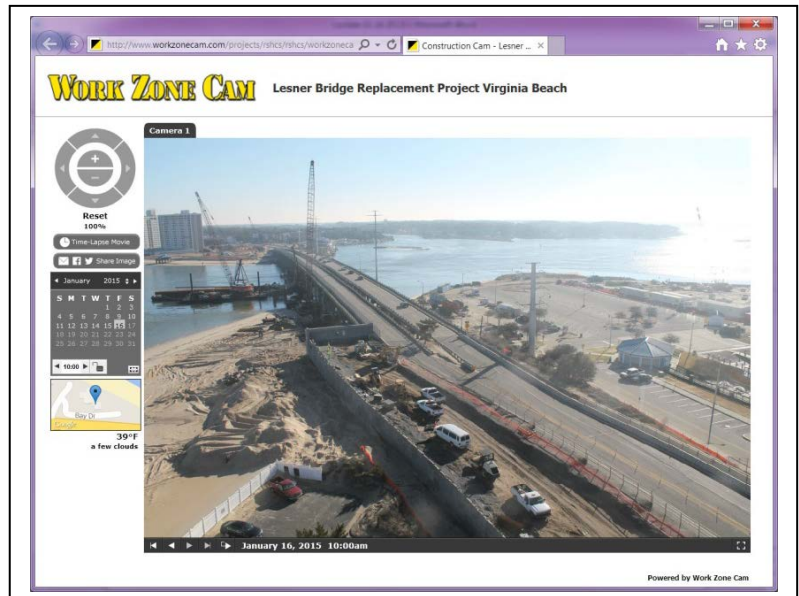 http://www.workzonecam.com/projects/rshcs/rshcs/workzoneca
Construction Cam - Lesner ...
WORK ZONE CAM
Lesner Bridge Replacement Project Virginia Beach
Camera 1
Reset
100%
Time-Lapse Movie
Share Image
January 2015
S M T W T F S
1 2 3
4 5 6 7 8 9 10
11 12 13 14 15 16 17
18 19 20 21 22 23 24
25 26 27 28 29 30 31
10:00
Bay Dr
Google
39°F
a few clouds
January 16, 2015 10:00am
Powered by Work Zone Cam